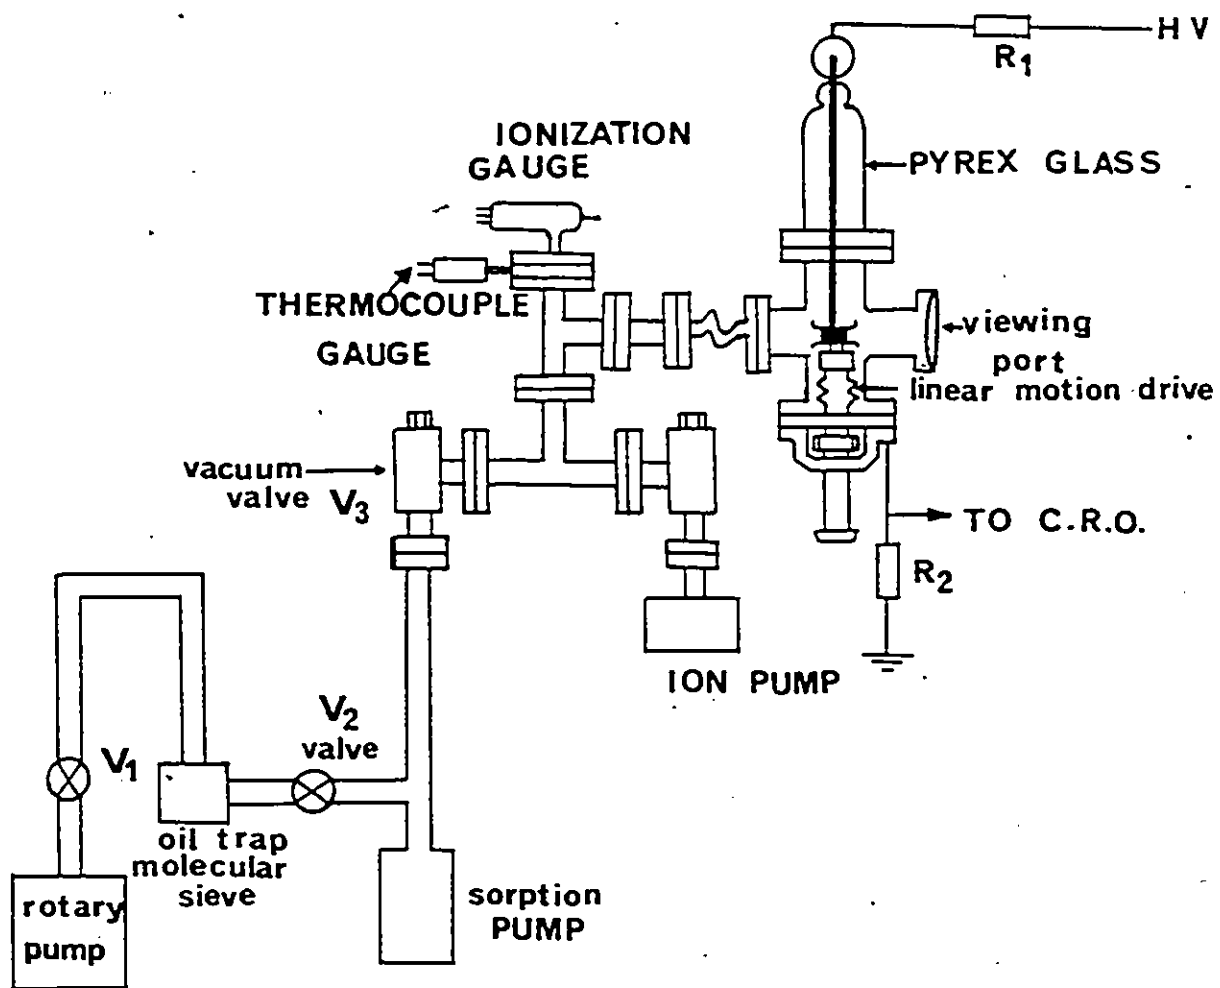 HV
R1
IONIZATION
GAUGE
PYREX GLASS
THERMOCOUPLE
GAUGE
viewing
port
linear motion drive
vacuum
valve V3
TO C.R.O.
R2
ION PUMP
V2
valve
V1
oil trap
molecular
sieve
sorption
PUMP
rotary
pump